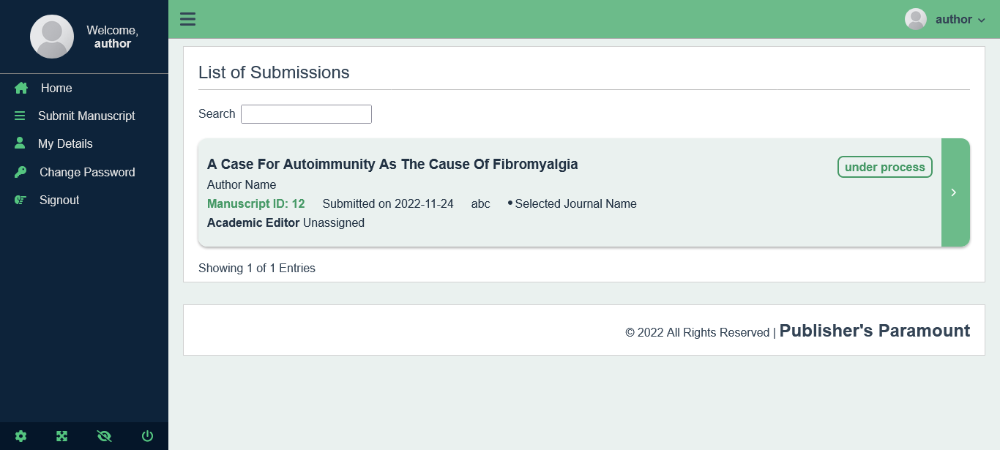 Welcome,
author
Home
Submit Manuscript
My Details
Change Password
Signout
author
List of Submissions
Search
A Case For Autoimmunity As The Cause Of Fibromyalgia
under process
Author Name
Manuscript ID: 12 Submitted on 2022-11-24 abc •Selected Journal Name
Academic Editor Unassigned
Showing 1 of 1 Entries
© 2022 All Rights Reserved | Publisher's Paramount